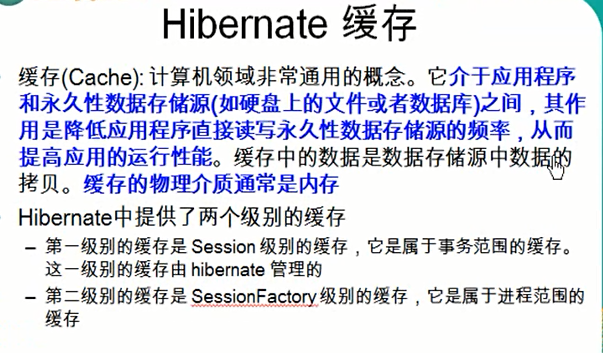 Hibernate 缓存
缓存(Cache): 计算机领域非常通用的概念。它介于应用程序
和永久性数据存储源(如硬盘上的文件或者数据库)之间，其作
用是降低应用程序直接读写永久性数据存储源的频率，从而
提高应用的运行性能。缓存中的数据是数据存储源中数据的
拷贝。缓存的物理介质通常是内存
Hibernate中提供了两个级别的缓存
– 第一级别的缓存是 Session 级别的缓存，它是属于事务范围的缓存。
这一级别的缓存由 hibernate 管理的
– 第二级别的缓存是 SessionFactory 级别的缓存，它是属于进程范围的
缓存